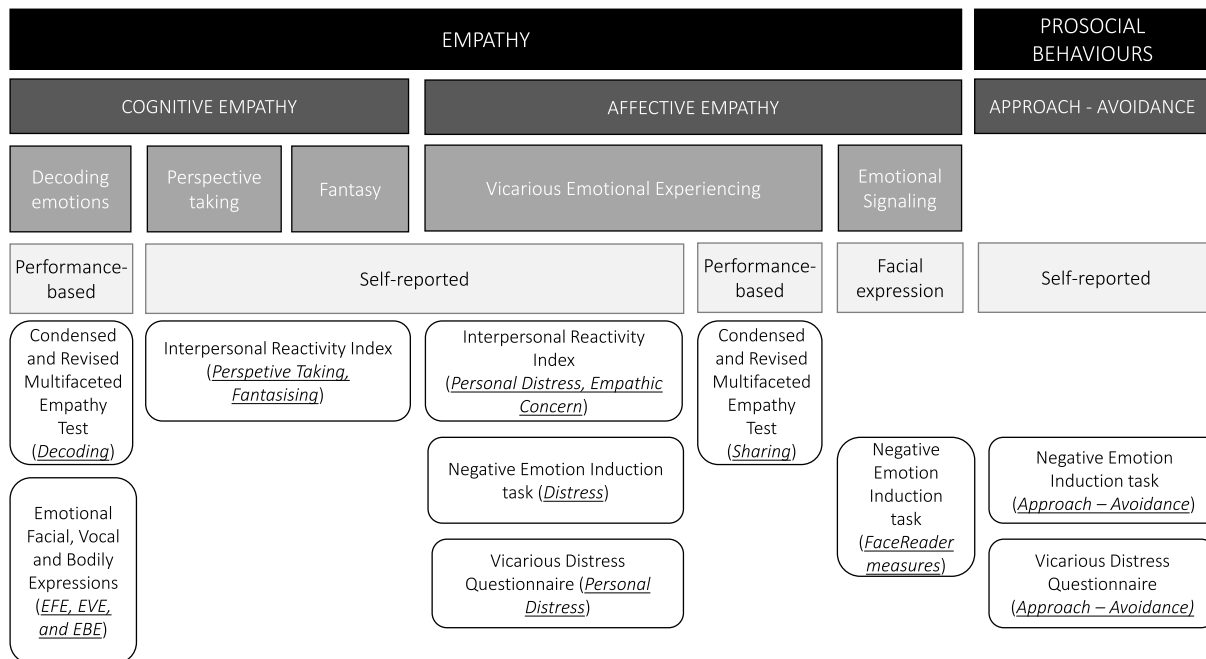 EMPATHY
PROSOCIAL
BEHAVIOURS
COGNITIVE EMPATHY
AFFECTIVE EMPATHY
APPROACH - AVOIDANCE
Decoding
emotions
Perspective
taking
Fantasy
Vicarious Emotional Experiencing
Emotional
Signaling
Performance-
based
Self-reported
Performance-
based
Facial
expression
Self-reported
Condensed
and Revised
Multifaceted
Empathy
Test
(Decoding)
Interpersonal Reactivity Index
(Perspetive Taking,
Fantasising)
Interpersonal Reactivity
Index
(Personal Distress, Empathic
Concern)
Condensed
and Revised
Multifaceted
Empathy
Test
(Sharing)
Negative Emotion Induction
task (Distress)
Negative
Emotion
Induction
task
(FaceReader
measures)
Negative Emotion
Induction task
(Approach – Avoidance)
Emotional
Facial, Vocal
and Bodily
Expressions
(EFE, EVE,
and EBE)
Vicarious Distress
Questionnaire (Personal
Distress)
Vicarious Distress
Questionnaire
(Approach – Avoidance)